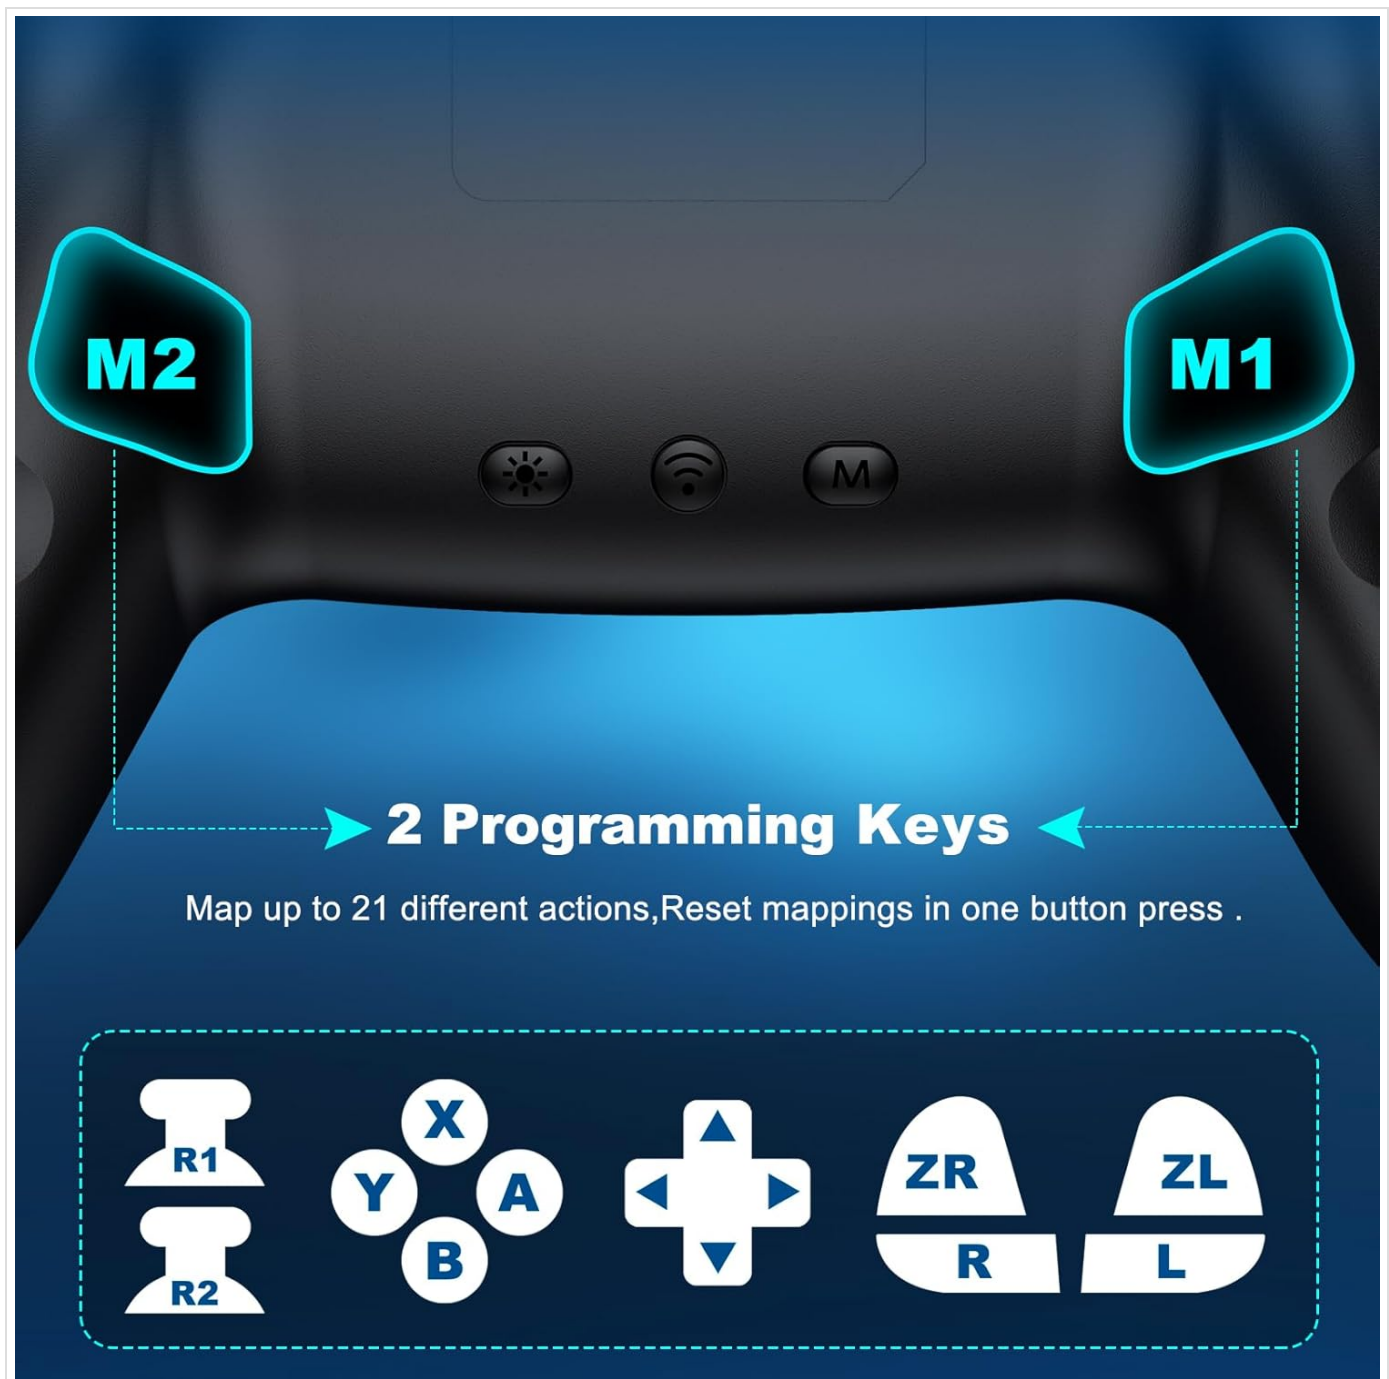 M2
M1
M
2 Programming Keys
Map up to 21 different actions,Reset mappings in one button press .
R1
R2
X
Y
A
B
ZR
ZL
R
L